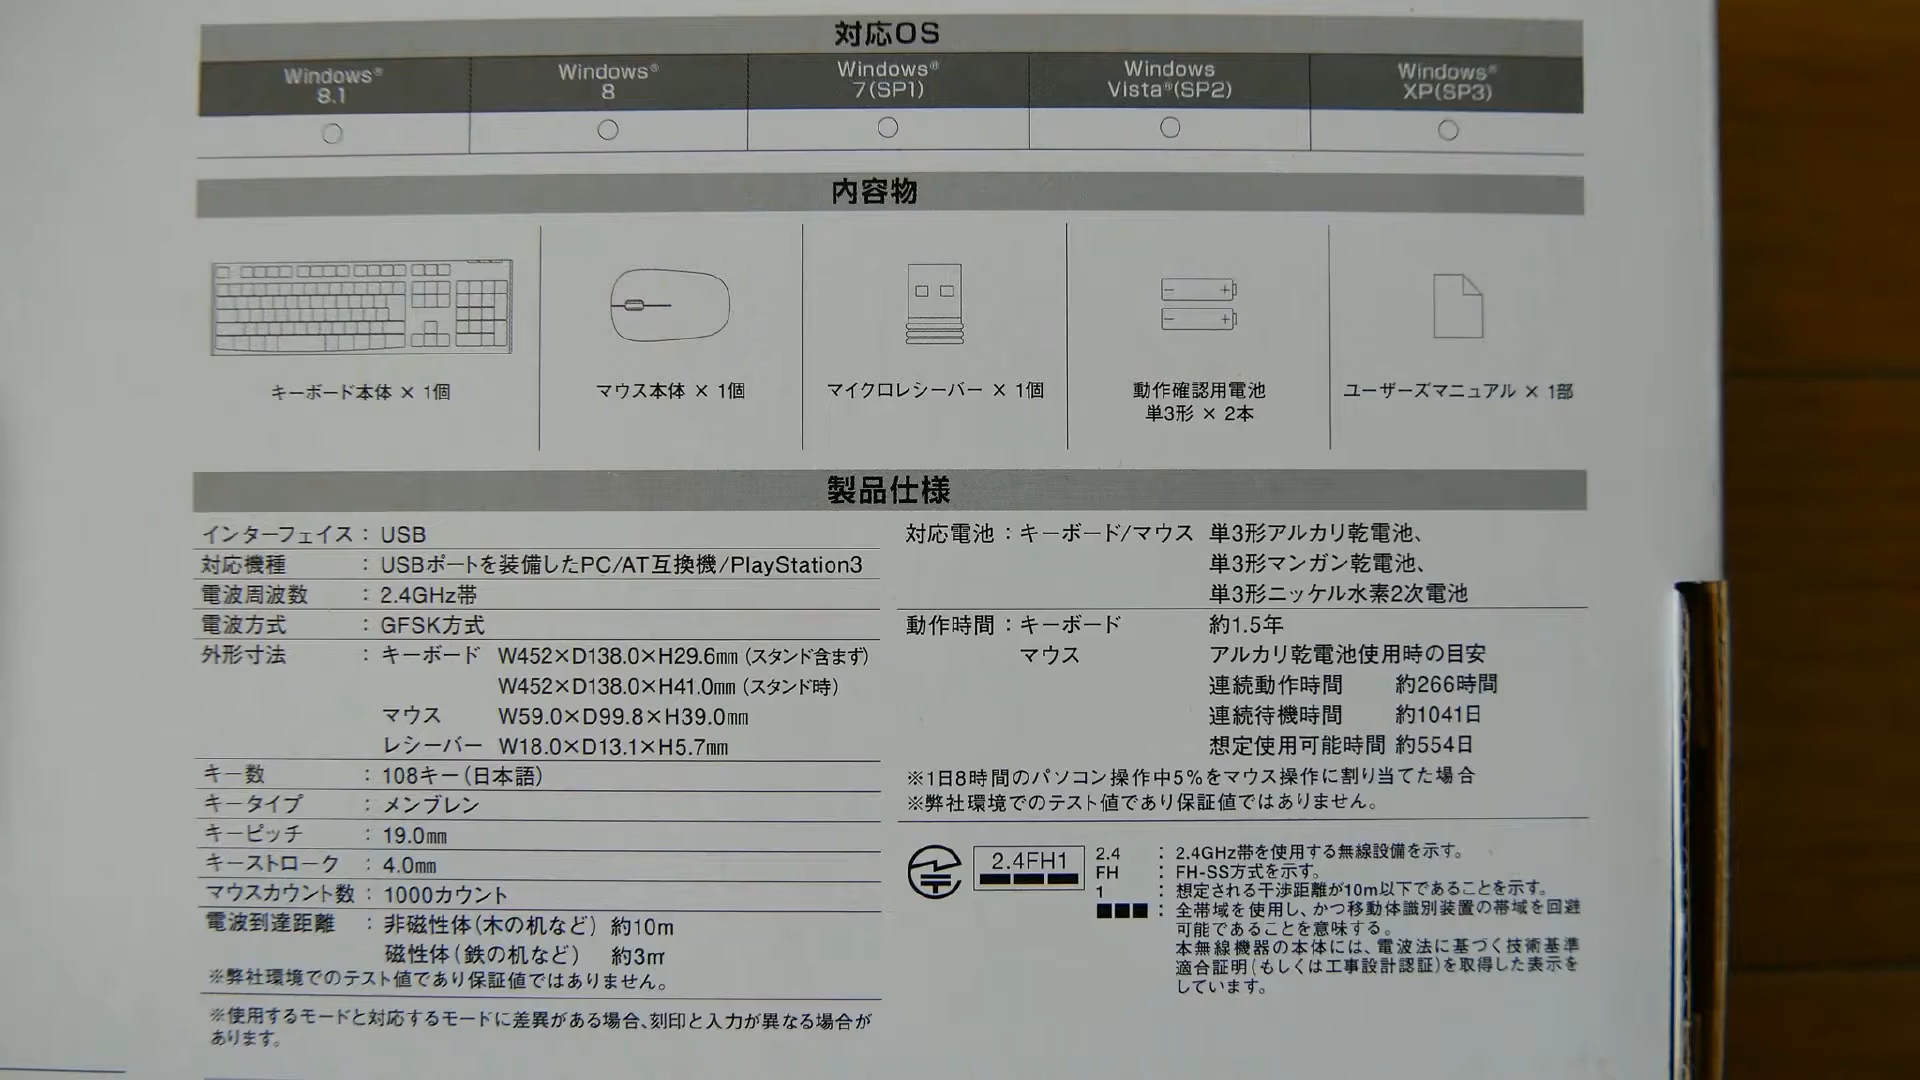 対応OS
Windows® 8.1
Windows® 8
Windows® 7(SP1)
Windows Vista®(SP2)
Windows® XP(SP3)
○ ○ ○ ○ ○
内容物
キーボード本体 × 1個
マウス本体 × 1個
マイクロレシーバー × 1個
動作確認用電池
単3形 × 2本
ユーザーズマニュアル × 1部
製品仕様
インターフェイス : USB
対応機種 : USBポートを装備したPC/AT互換機/PlayStation3
電波周波数 : 2.4GHz帯
電波方式 : GFSK方式
外形寸法 : キーボード W452×D138.0×H29.6㎜(スタンド含まず)
W452×D138.0×H41.0㎜(スタンド時)
マウス W59.0×D99.8×H39.0㎜
レシーバー W18.0×D13.1×H5.7㎜
キー数 : 108キー(日本語)
キータイプ : メンブレン
キーピッチ : 19.0㎜
キーストローク : 4.0㎜
マウスカウント数 : 1000カウント
電波到達距離 : 非磁性体(木の机など) 約10m
磁性体(鉄の机など) 約3m
※弊社環境でのテスト値であり保証値ではありません。
※使用するモードと対応するモードに差異がある場合、刻印と入力が異なる場合が
あります。
対応電池 : キーボード/マウス 単3形アルカリ乾電池、
単3形マンガン乾電池、
単3形ニッケル水素2次電池
動作時間 : キーボード 約1.5年
マウス アルカリ乾電池使用時の目安
連続動作時間 約266時間
連続待機時間 約1041日
想定使用可能時間 約554日
※1日8時間のパソコン操作中5%をマウス操作に割り当てた場合
※弊社環境でのテスト値であり保証値ではありません。
2.4FH1
2.4 : 2.4GHz帯を使用する無線設備を示す。
FH : FH-SS方式を示す。
1 : 想定される干渉距離が10m以下であることを示す。
■■■ : 全帯域を使用し、かつ移動体識別装置の帯域を回避
可能であることを意味する。
本無線機器の本体には、電波法に基づく技術基準
適合証明(もしくは工事設計認証)を取得した表示を
しています。